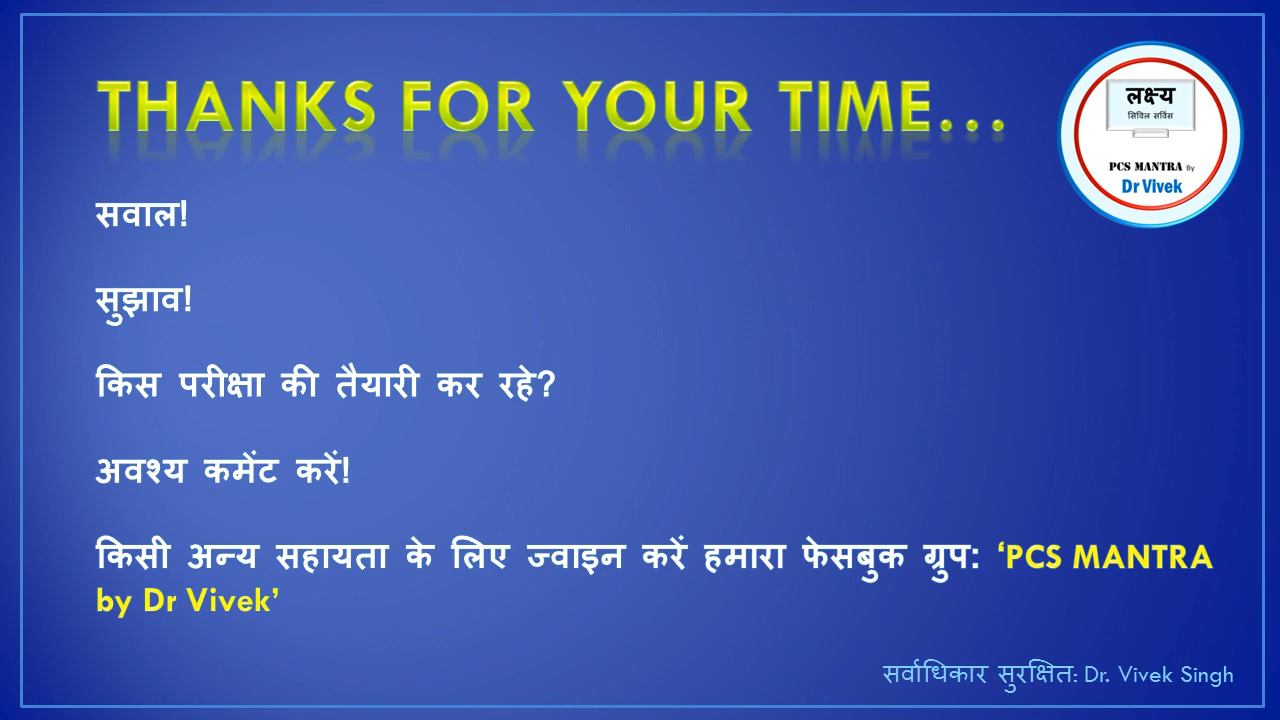 THANKS FOR YOUR TIME...
लक्ष्य
सिविल सर्विस
PCS MANTRA By
Dr Vivek
सवाल!
सुझाव!
किस परीक्षा की तैयारी कर रहे?
अवश्य कमेंट करें!
किसी अन्य सहायता के लिए ज्वाइन करें हमारा फेसबुक ग्रुप: ‘PCS MANTRA
by Dr Vivek’
सर्वाधिकार सुरक्षित: Dr. Vivek Singh